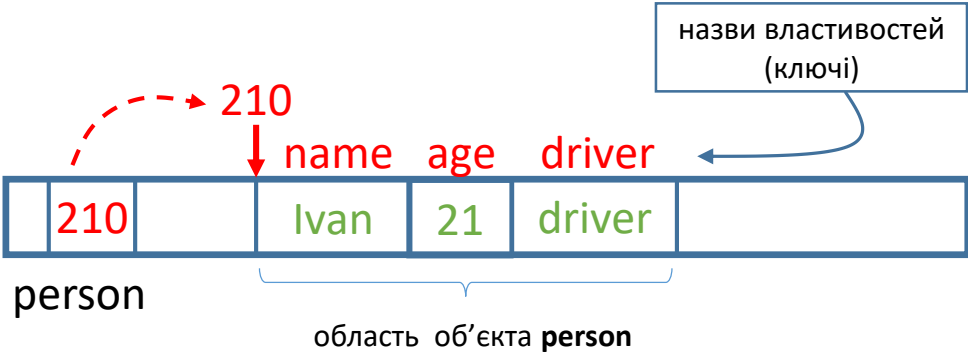 назви властивостей
(ключі)
210
name age driver
210 Ivan 21 driver
person
область об’єкта person